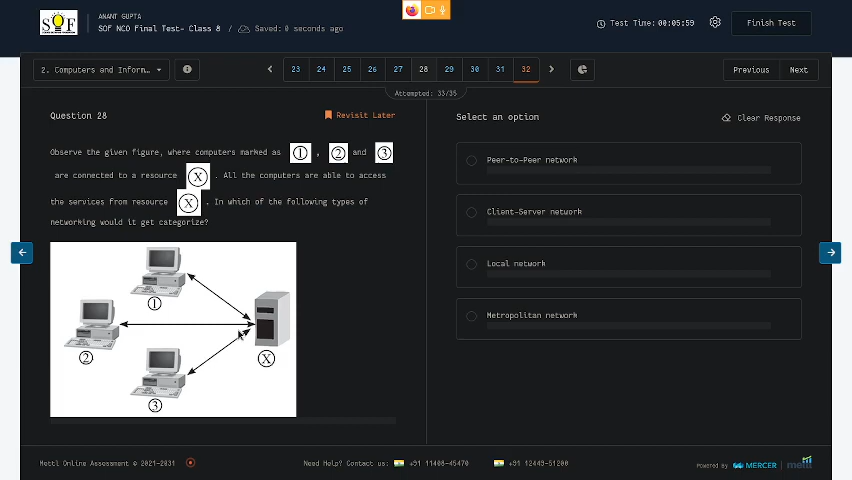 SOF
ANANT GUPTA
SOF NCO Final Test- Class 8
Saved: 0 seconds ago
Test Time: 00:05:59
Finish Test
2. Computers and Inform...
23 24 25 26 27 28 29 30 31 32
Previous Next
Attempted: 33/35
Question 28
Revisit Later
Observe the given figure, where computers marked as ① , ② and ③
are connected to a resource Ⓧ . All the computers are able to access
the services from resource Ⓧ . In which of the following types of
networking would it get categorize?
①
②
③
Ⓧ
Select an option
Clear Response
Peer-to-Peer network
Client-Server network
Local network
Metropolitan network
Mettl Online Assessment © 2021-2031
Need Help? Contact us: +91 11408-45470 +91 12449-51200
Powered by MERCER mettl